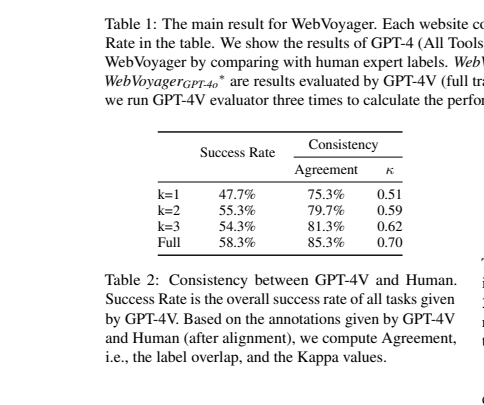 Table 1: The main result for WebVoyager. Each website
Rate in the table. We show the results of GPT-4 (All Tools
WebVoyager by comparing with human expert labels.
WebVoyagerGPT-4o* are results evaluated by GPT-4V (full
we run GPT-4V evaluator three times to calculate the
Success Rate Consistency
Agreement κ
k=1 47.7% 75.3% 0.51
k=2 55.3% 79.7% 0.59
k=3 54.3% 81.3% 0.62
Full 58.3% 85.3% 0.70
Table 2: Consistency between GPT-4V and Human.
Success Rate is the overall success rate of all tasks given
by GPT-4V. Based on the annotations given by GPT-4V
and Human (after alignment), we compute Agreement,
i.e., the label overlap, and the Kappa values.